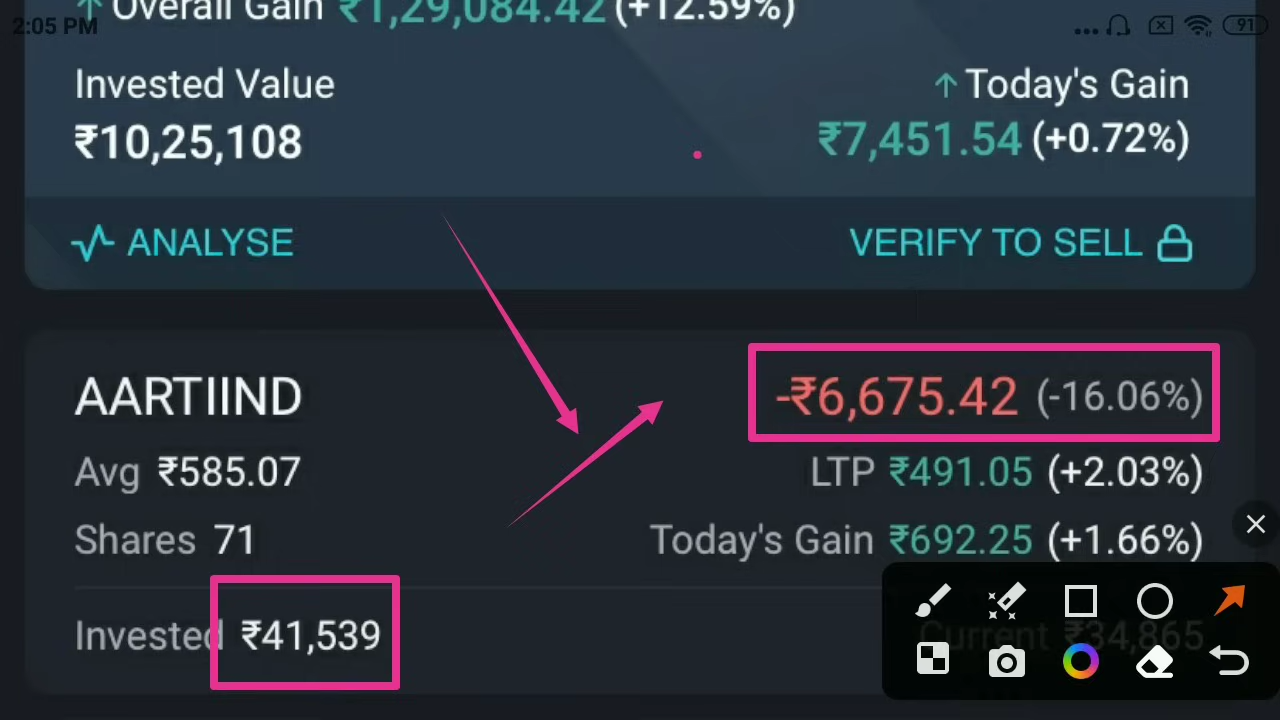 ↑ Overall Gain ₹1,29,084.42 (+12.59%)
2:05 PM
91
Invested Value
↑ Today's Gain
₹10,25,108
₹7,451.54 (+0.72%)
ANALYSE
VERIFY TO SELL
AARTIIND
-₹6,675.42 (-16.06%)
Avg ₹585.07
LTP ₹491.05 (+2.03%)
Shares 71
Today's Gain ₹692.25 (+1.66%)
Invested ₹41,539
Current ₹34,865